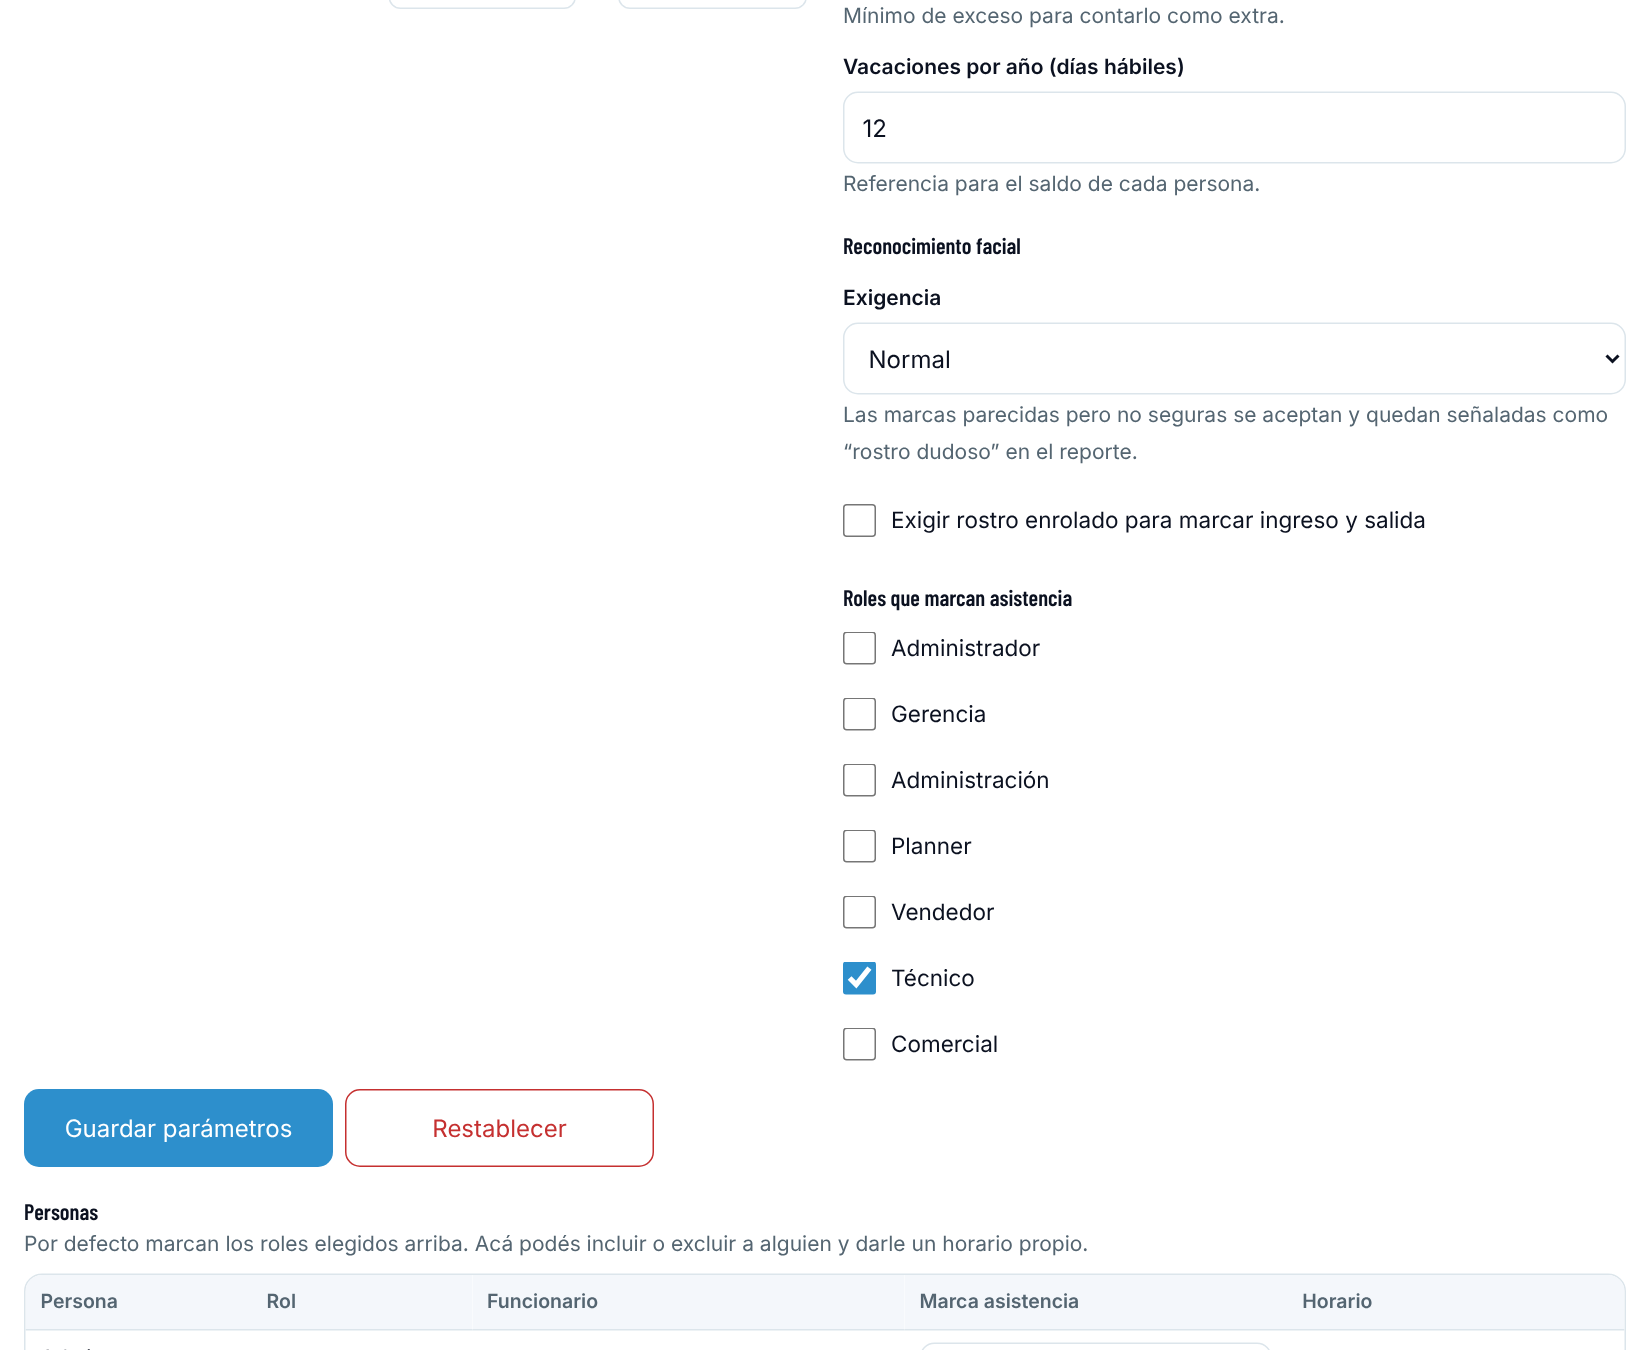 Mínimo de exceso para contarlo como extra.
Vacaciones por año (días hábiles)
12
Referencia para el saldo de cada persona.
Reconocimiento facial
Exigencia
Normal
Las marcas parecidas pero no seguras se aceptan y quedan señaladas como
“rostro dudoso” en el reporte.
Exigir rostro enrolado para marcar ingreso y salida
Roles que marcan asistencia
Administrador
Gerencia
Administración
Planner
Vendedor
Técnico
Comercial
Guardar parámetros
Restablecer
Personas
Por defecto marcan los roles elegidos arriba. Acá podés incluir o excluir a alguien y darle un horario propio.
Persona Rol Funcionario Marca asistencia Horario